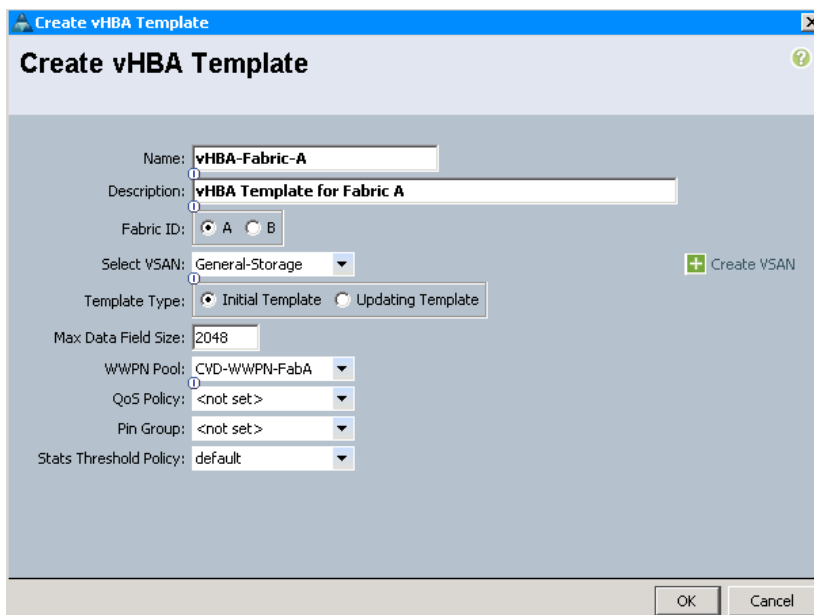 Create vHBA Template
Create vHBA Template
Name: vHBA-Fabric-A
Description: vHBA Template for Fabric A
Fabric ID: A B
Select VSAN: General-Storage Create VSAN
Template Type: Initial Template Updating Template
Max Data Field Size: 2048
WWPN Pool: CVD-WWPN-FabA
QoS Policy: <not set>
Pin Group: <not set>
Stats Threshold Policy: default
OK Cancel